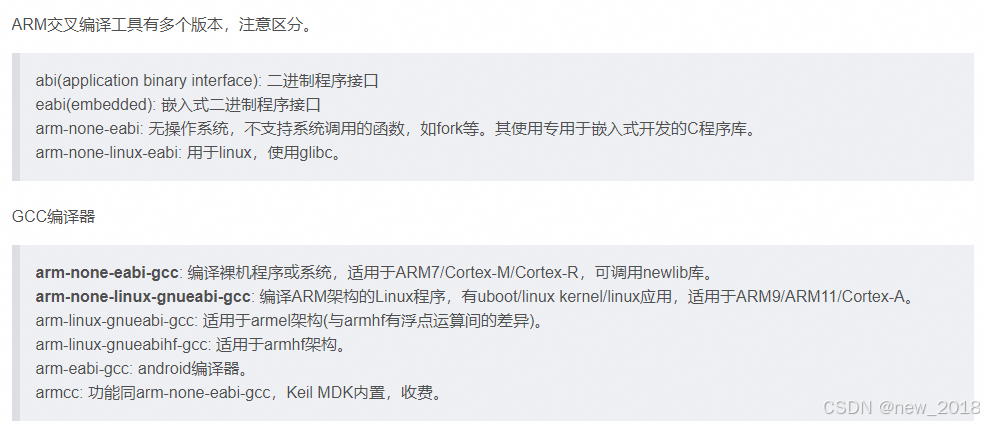 ARM交叉编译工具有多个版本，注意区分。
abi(application binary interface): 二进制程序接口
eabi(embedded): 嵌入式二进制程序接口
arm-none-eabi: 无操作系统，不支持系统调用的函数，如fork等。其使用专用于嵌入式开发的C程序库。
arm-none-linux-eabi: 用于linux，使用glibc。
GCC编译器
arm-none-eabi-gcc: 编译裸机程序或系统，适用于ARM7/Cortex-M/Cortex-R，可调用newlib库。
arm-none-linux-gnueabi-gcc: 编译ARM架构的Linux程序，有uboot/linux kernel/linux应用，适用于ARM9/ARM11/Cortex-A。
arm-linux-gnueabi-gcc: 适用于armel架构(与armhf有浮点运算间的差异)。
arm-linux-gnueabihf-gcc: 适用于armhf架构。
arm-eabi-gcc: android编译器。
armcc: 功能同arm-none-eabi-gcc，Keil MDK内置，收费。
CSDN @new_2018